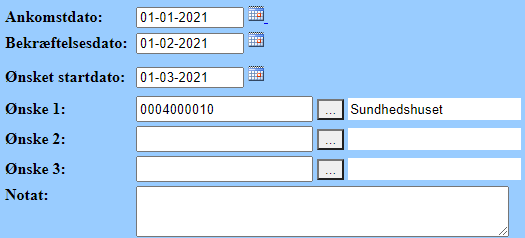 Ankomstdato: 01-01-2021
Bekræftelsesdato: 01-02-2021
Ønsket startdato: 01-03-2021
Ønske 1: 0004000010 ... Sundhedshuset
Ønske 2: ...
Ønske 3: ...
Notat: